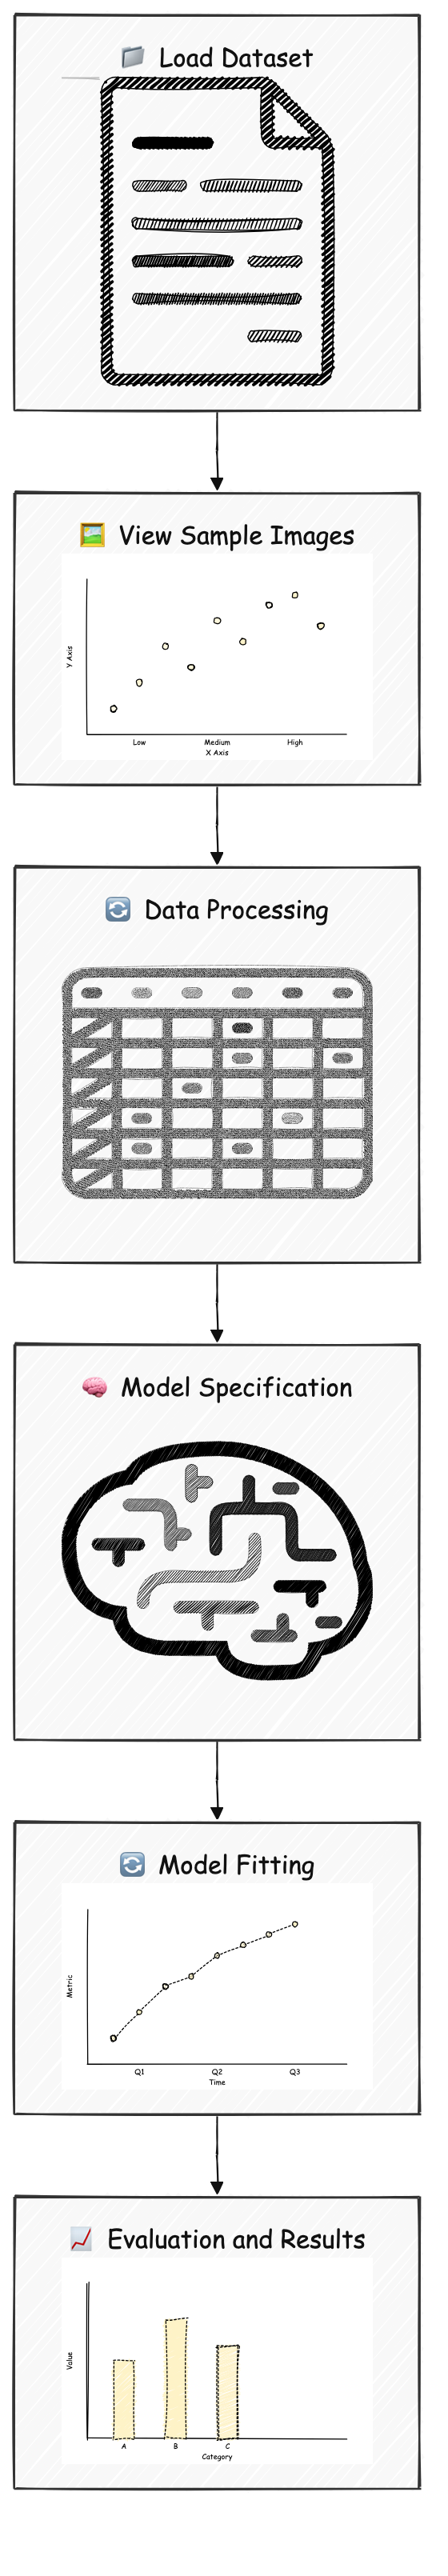 Load Dataset
View Sample Images
Y Axis
Low Medium High
X Axis
Data Processing
Model Specification
Model Fitting
Metric
Q1 Q2 Q3
Time
Evaluation and Results
Value
A B C
Category